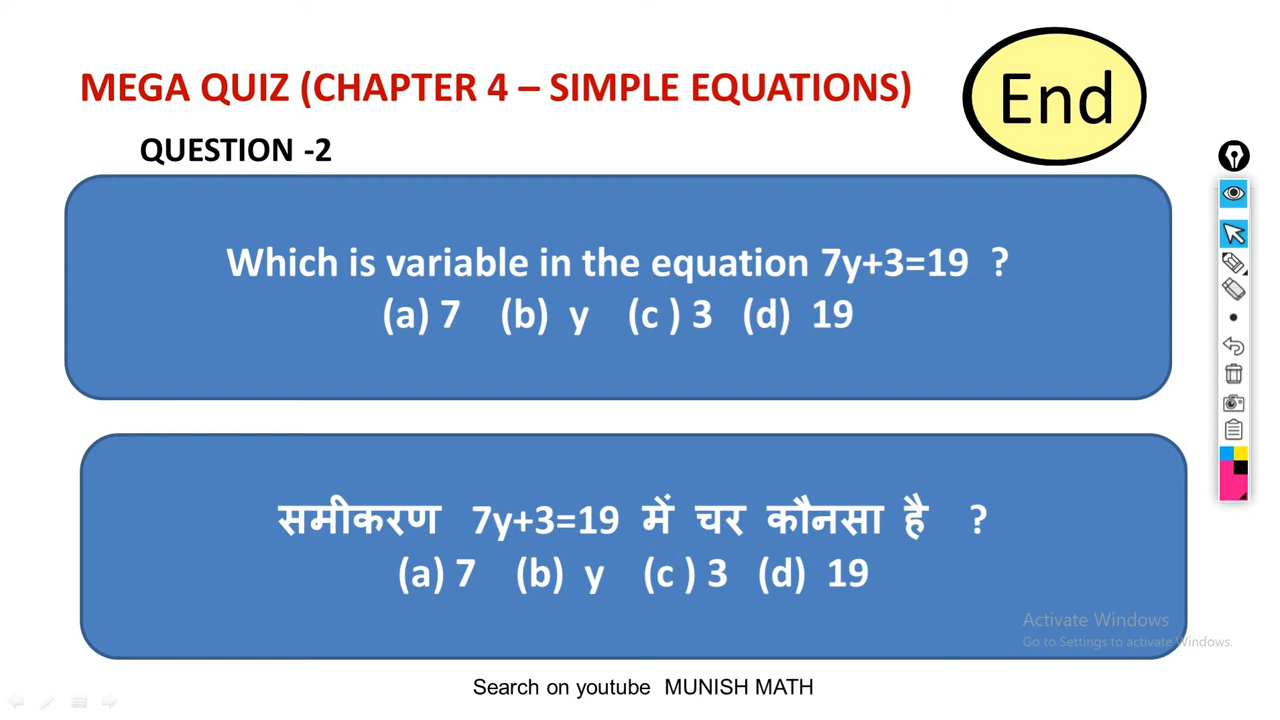 MEGA QUIZ (CHAPTER 4 – SIMPLE EQUATIONS)
End
QUESTION -2
Which is variable in the equation 7y+3=19 ?
(a) 7 (b) y (c ) 3 (d) 19
समीकरण 7y+3=19 में चर कौनसा है ?
(a) 7 (b) y (c ) 3 (d) 19
Activate Windows
Go to Settings to activate Windows.
Search on youtube MUNISH MATH